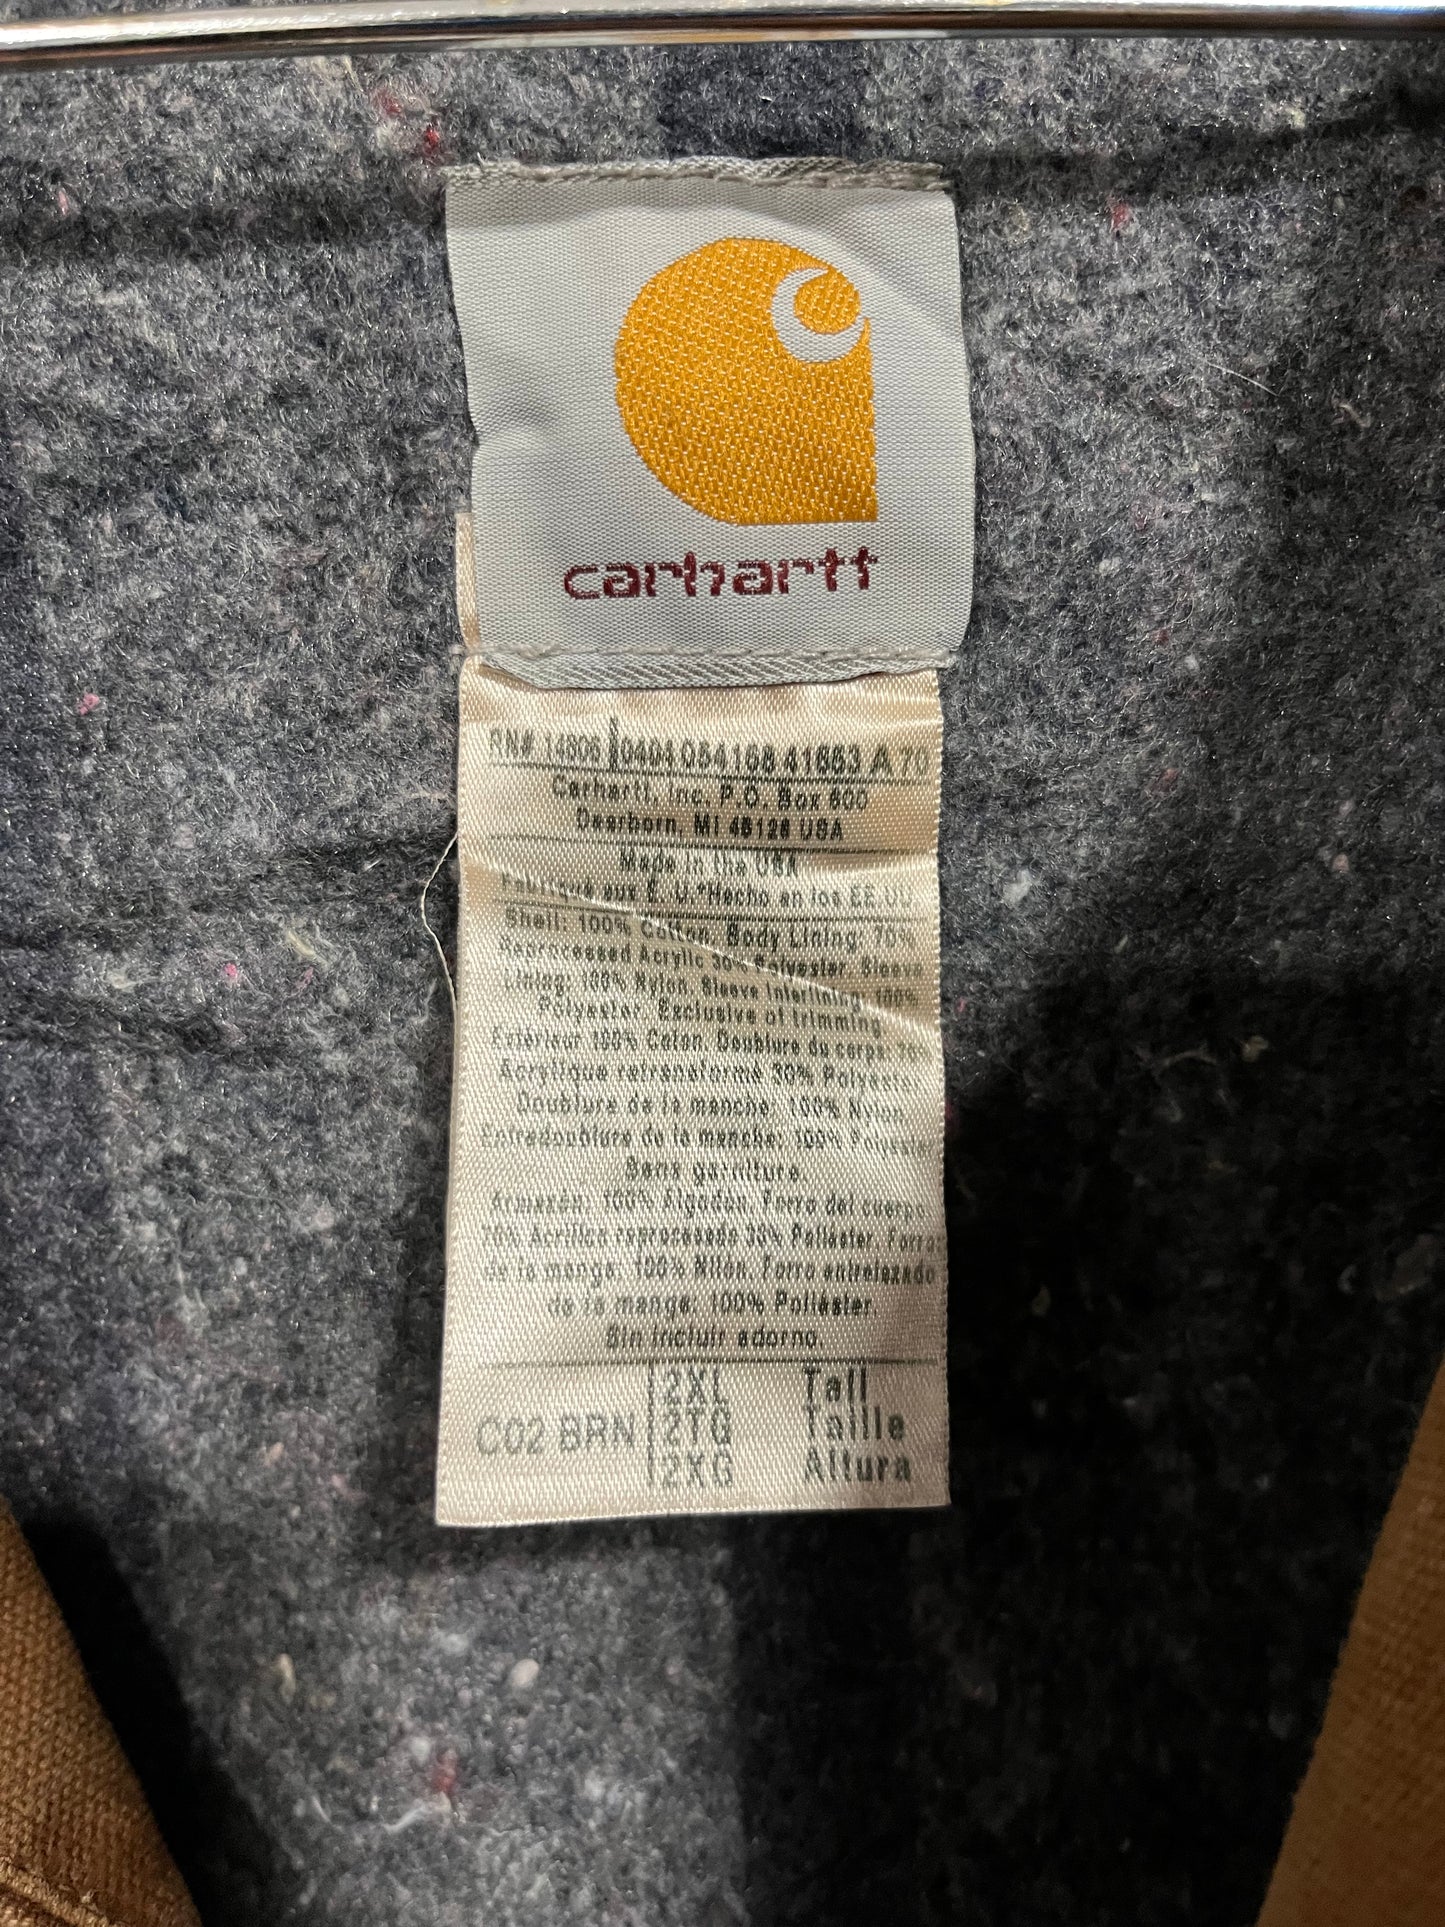 carhartt
RN# 14806 0404 054168 41653 A 70
Carhartt, Inc. P.O. Box 600
Dearborn, MI 48126 USA
Made in the USA
Fabriqué aux É.U.*Hecho en los EE.UU
Shell: 100% Cotton. Body Lining: 70%
Reprocessed Acrylic 30% Polyester. Sleeve
Lining: 100% Nylon. Sleeve Interlining: 100%
Polyester. Exclusive of trimming.
Extérieur 100% Coton. Doublure du corps: 70%
Acrylique retransformé 30% Polyester
Doublure de la manche: 100% Nylon
Entredoublure de la manche: 100% Polyester
Sans garniture.
Armazón: 100% Algodón. Forro del cuerpo
70% Acrílico reprocesado 30% Poliéster. Forro
de la manga: 100% Nilón. Forro entrelazado
de la manga: 100% Poliéster.
Sin incluir adorno.
C02 BRN 2XL Tall
2TG Taille
2XG Altura